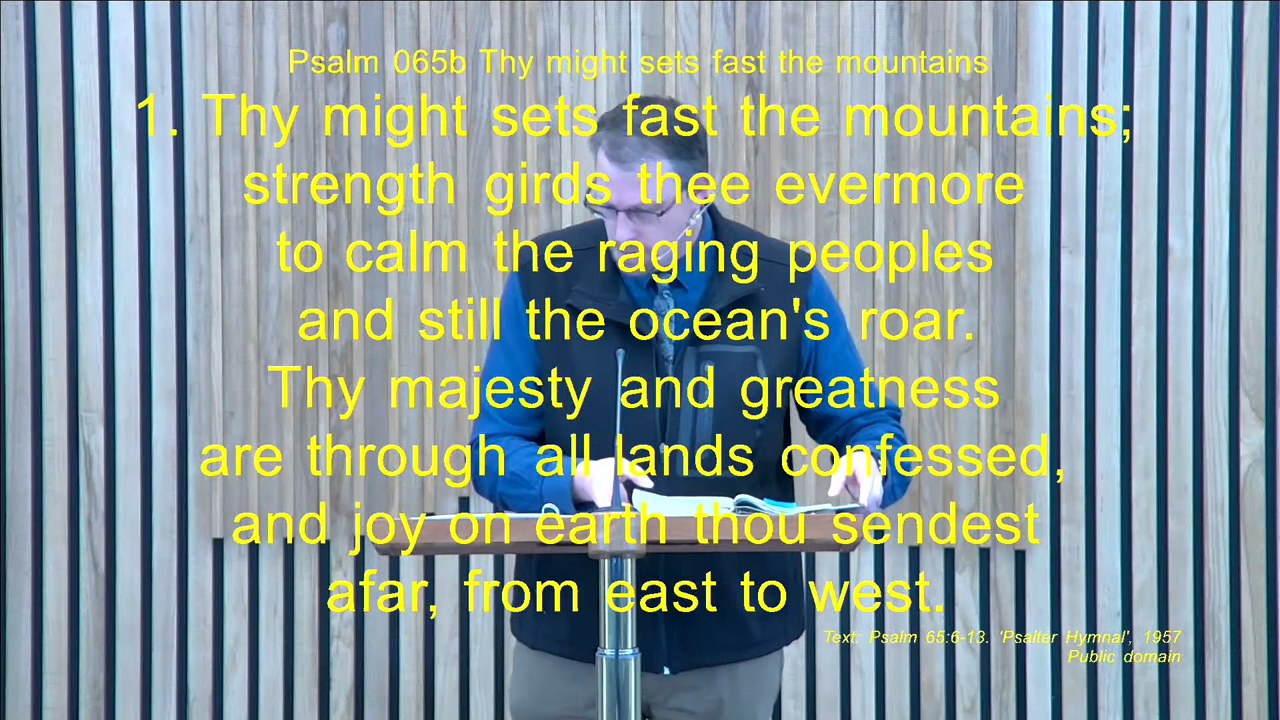 Psalm 065b Thy might sets fast the mountains
1. Thy might sets fast the mountains;
strength girds thee evermore
to calm the raging peoples
and still the ocean's roar.
Thy majesty and greatness
are through all lands confessed,
and joy on earth thou sendest
afar, from east to west.
Text: Psalm 65:6-13. 'Psalter Hymnal', 1957
Public domain